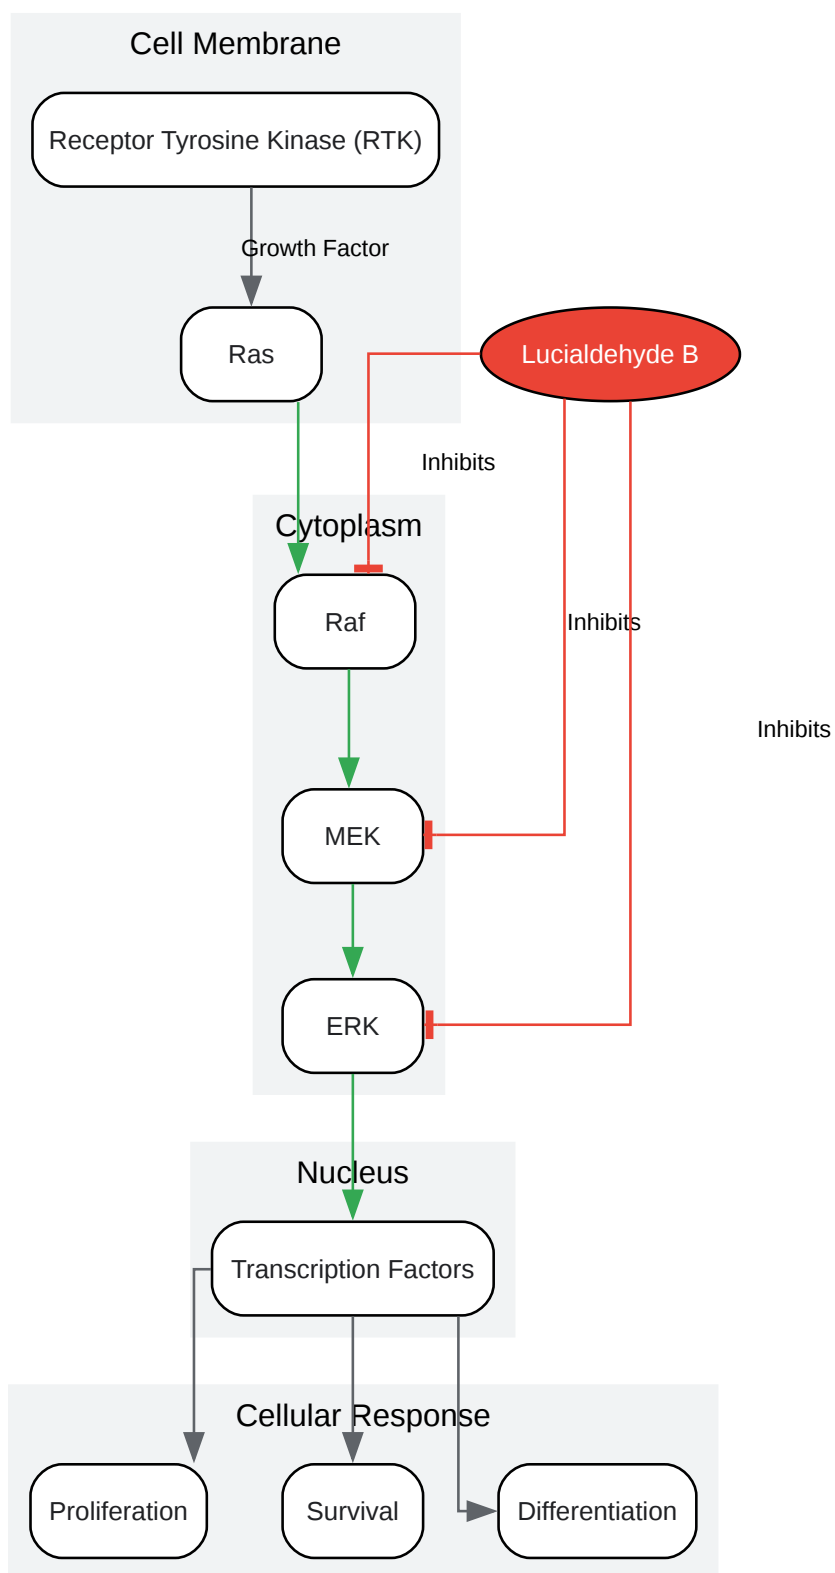 Cell Membrane
Receptor Tyrosine Kinase (RTK)
Growth Factor
Ras
Lucialdehyde B
Inhibits
Cytoplasm
Raf
Inhibits
Inhibits
MEK
ERK
Nucleus
Transcription Factors
Cellular Response
Proliferation
Survival
Differentiation